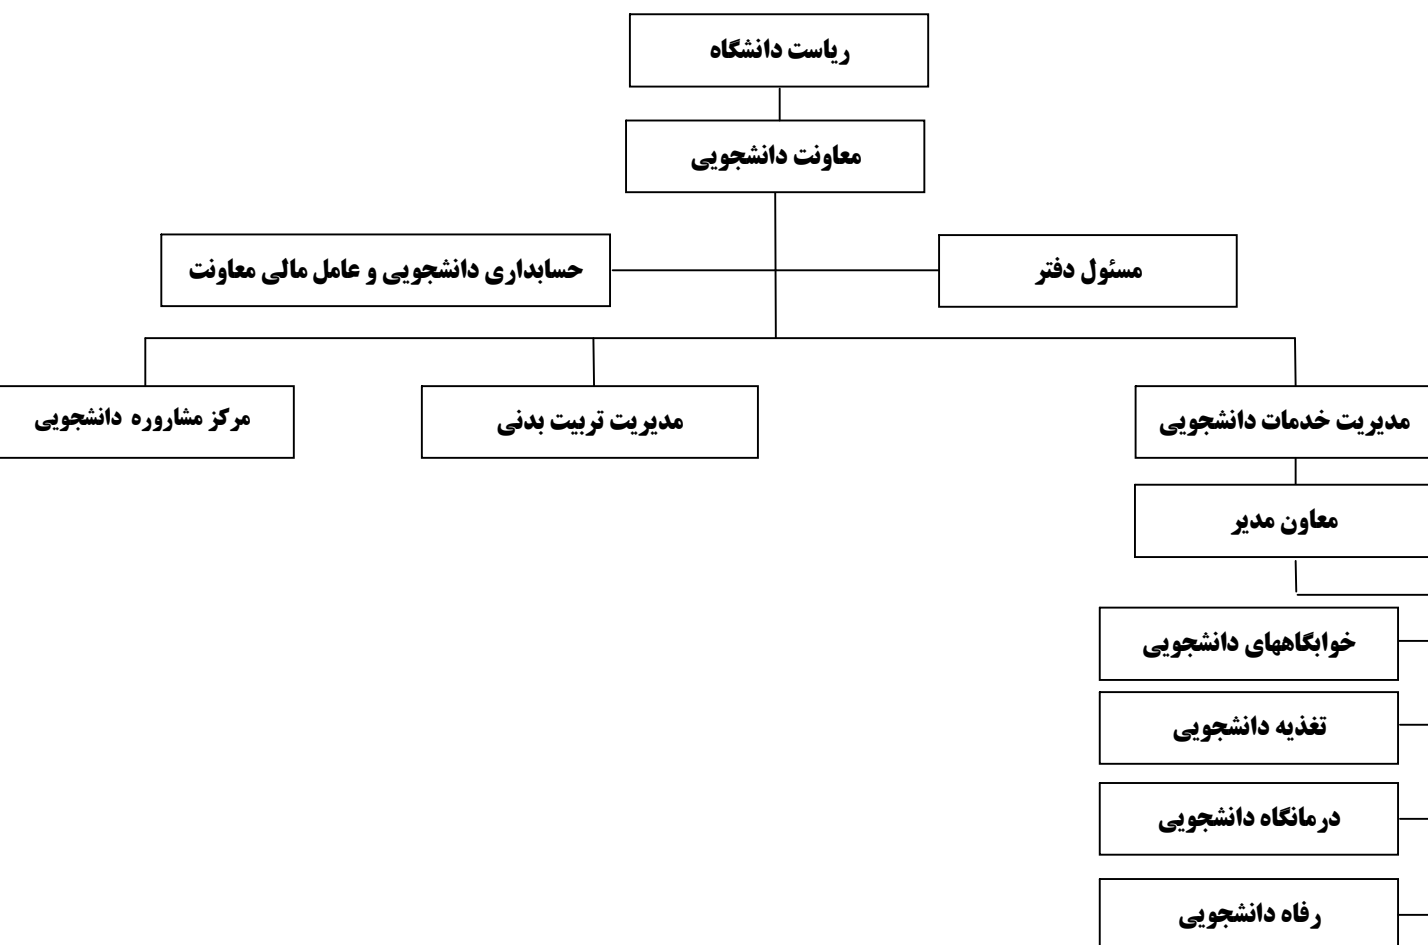 ریاست دانشگاه
معاونت دانشجویی
مسئول دفتر
حسابداری دانشجویی و عامل مالی معاونت
مدیریت خدمات دانشجویی
مدیریت تربیت بدنی
مرکز مشاروره دانشجویی
معاون مدیر
خوابگاههای دانشجویی
تغذیه دانشجویی
درمانگاه دانشجویی
رفاه دانشجویی